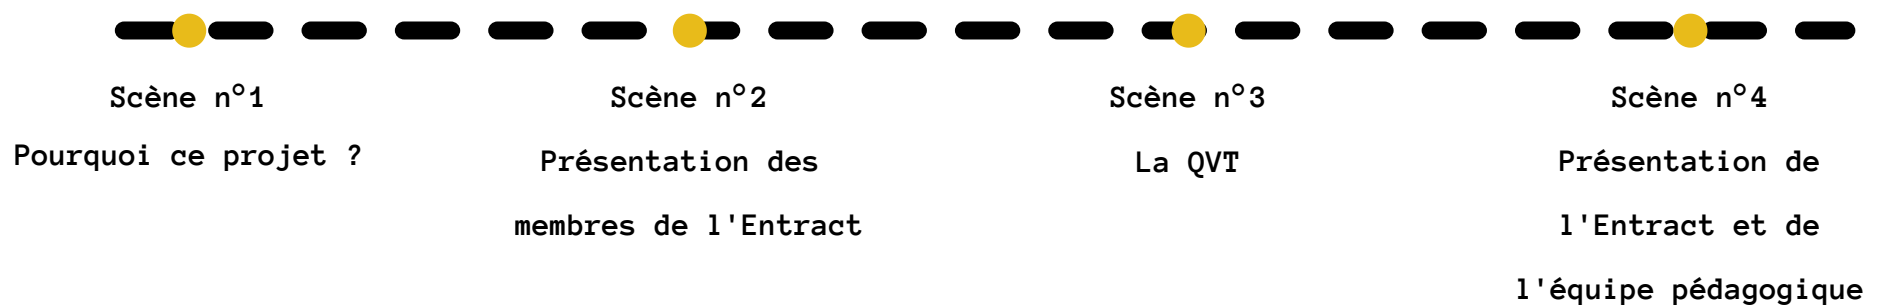 Scène n°1
Pourquoi ce projet ?
Scène n°2
Présentation des
membres de l'Entract
Scène n°3
La QVT
Scène n°4
Présentation de
l'Entract et de
l'équipe pédagogique